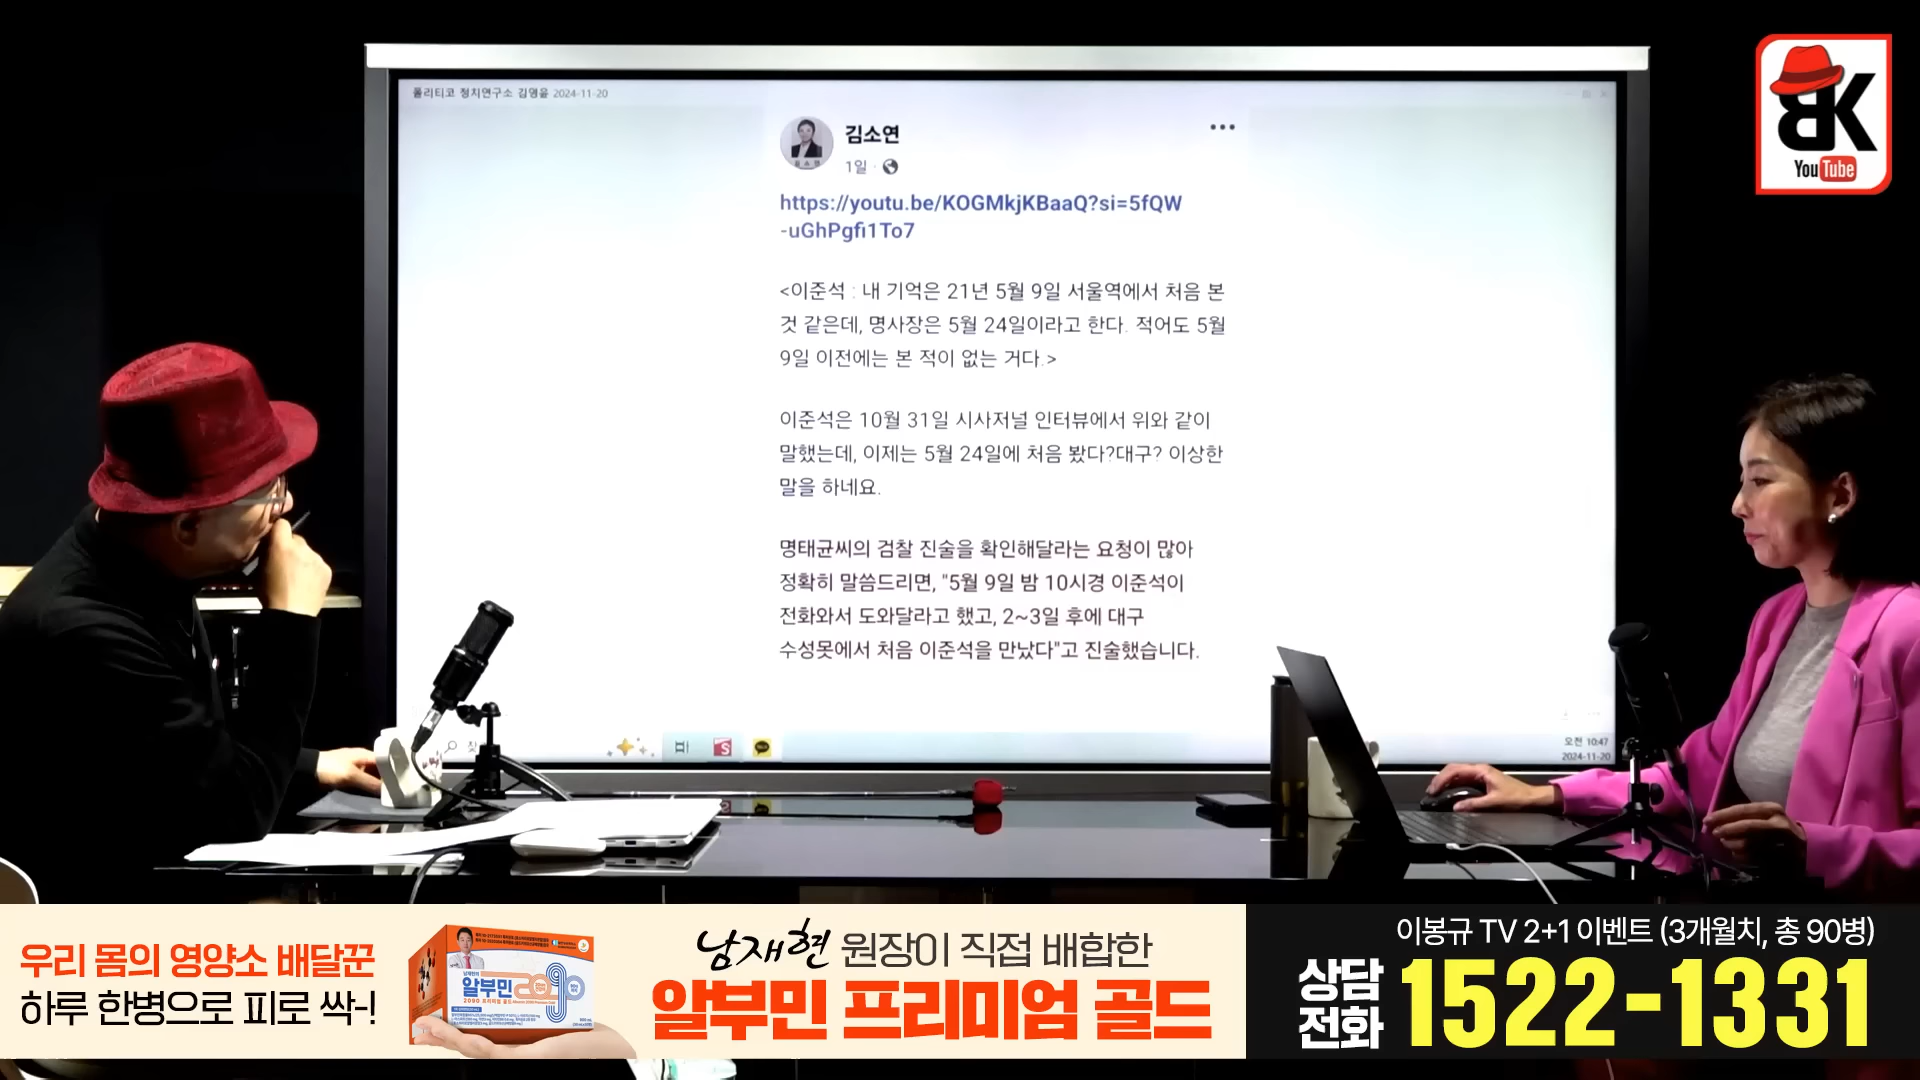 폴리티코 정치연구소 김명윤 2024-11-20
김소연
1일
https://youtu.be/KOGMkjKBaaQ?si=5fQW
-uGhPgfi1To7
<이준석 : 내 기억은 21년 5월 9일 서울역에서 처음 본
것 같은데, 명사장은 5월 24일이라고 한다. 적어도 5월
9일 이전에는 본 적이 없는 거다.>
이준석은 10월 31일 시사저널 인터뷰에서 위와 같이
말했는데, 이제는 5월 24일에 처음 봤다?대구? 이상한
말을 하네요.
명태균씨의 검찰 진술을 확인해달라는 요청이 많아
정확히 말씀드리면, "5월 9일 밤 10시경 이준석이
전화와서 도와달라고 했고, 2~3일 후에 대구
수성못에서 처음 이준석을 만났다"고 진술했습니다.
오전 10:47
2024-11-20
BK
YouTube
우리 몸의 영양소 배달꾼
하루 한병으로 피로 싹-!
알부민
남재현 원장이 직접 배합한
알부민 프리미엄 골드
이봉규 TV 2+1 이벤트 (3개월치, 총 90병)
상담
전화
1522-1331